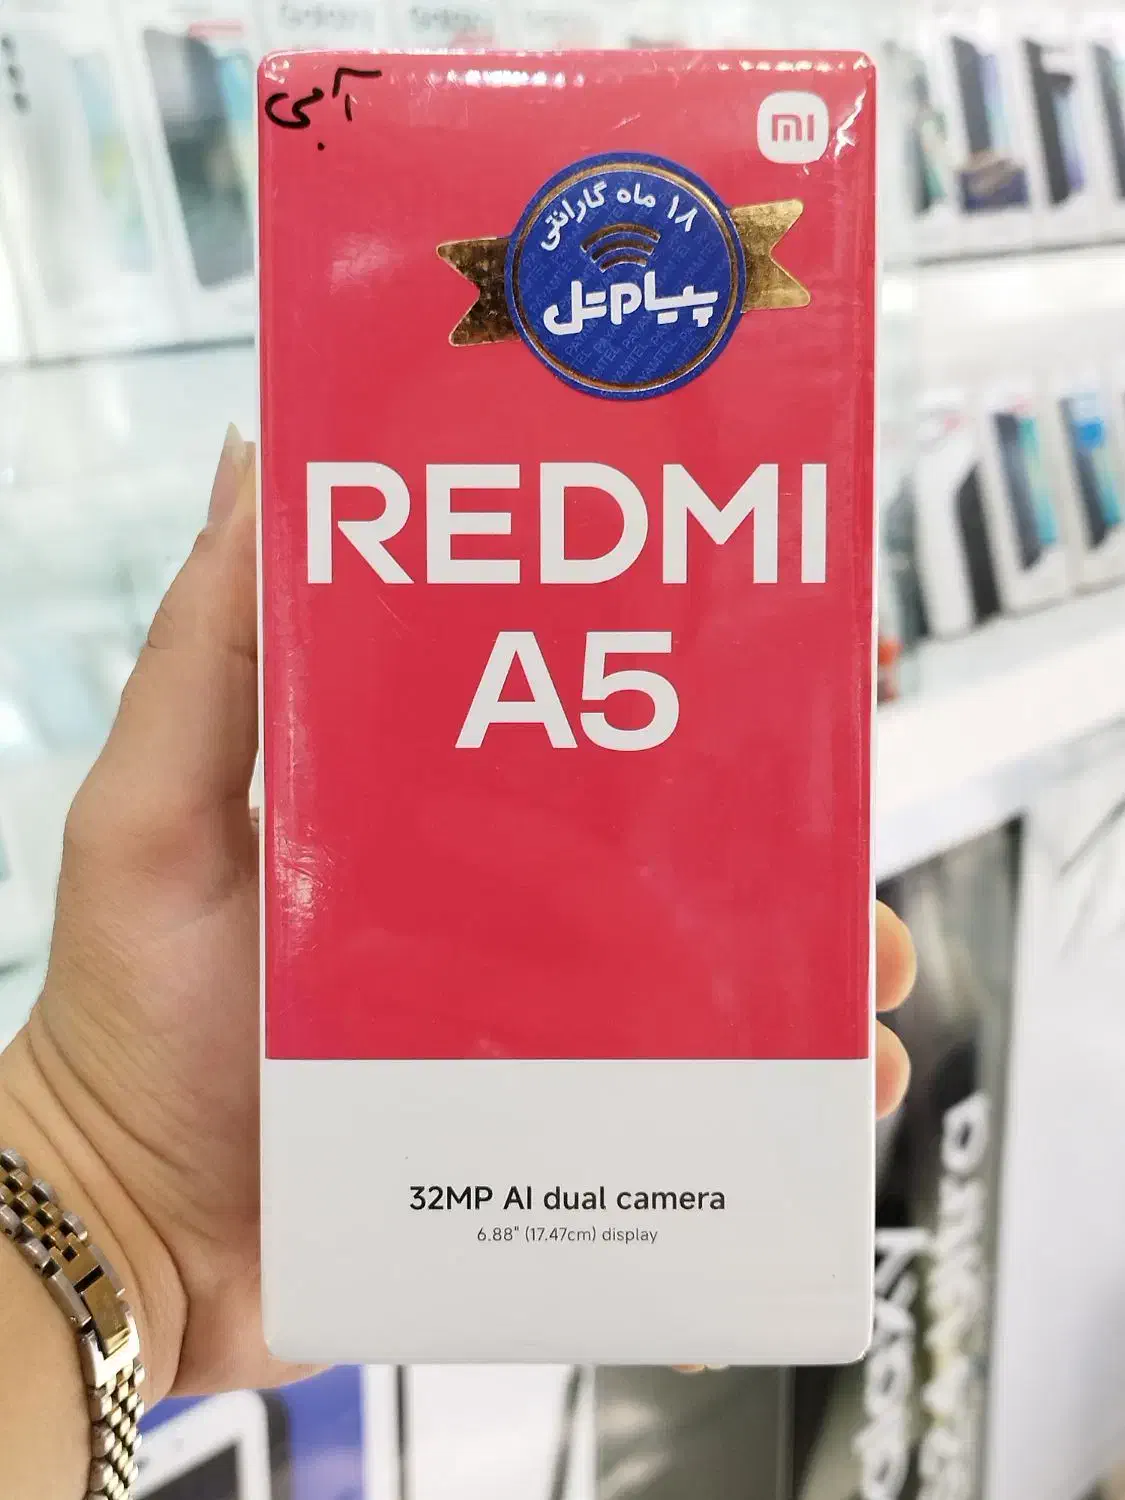 آبی
mi
۱۸ ماه گارانتی
پیام‌تل
REDMI
A5
32MP AI dual camera
6.88" (17.47cm) display